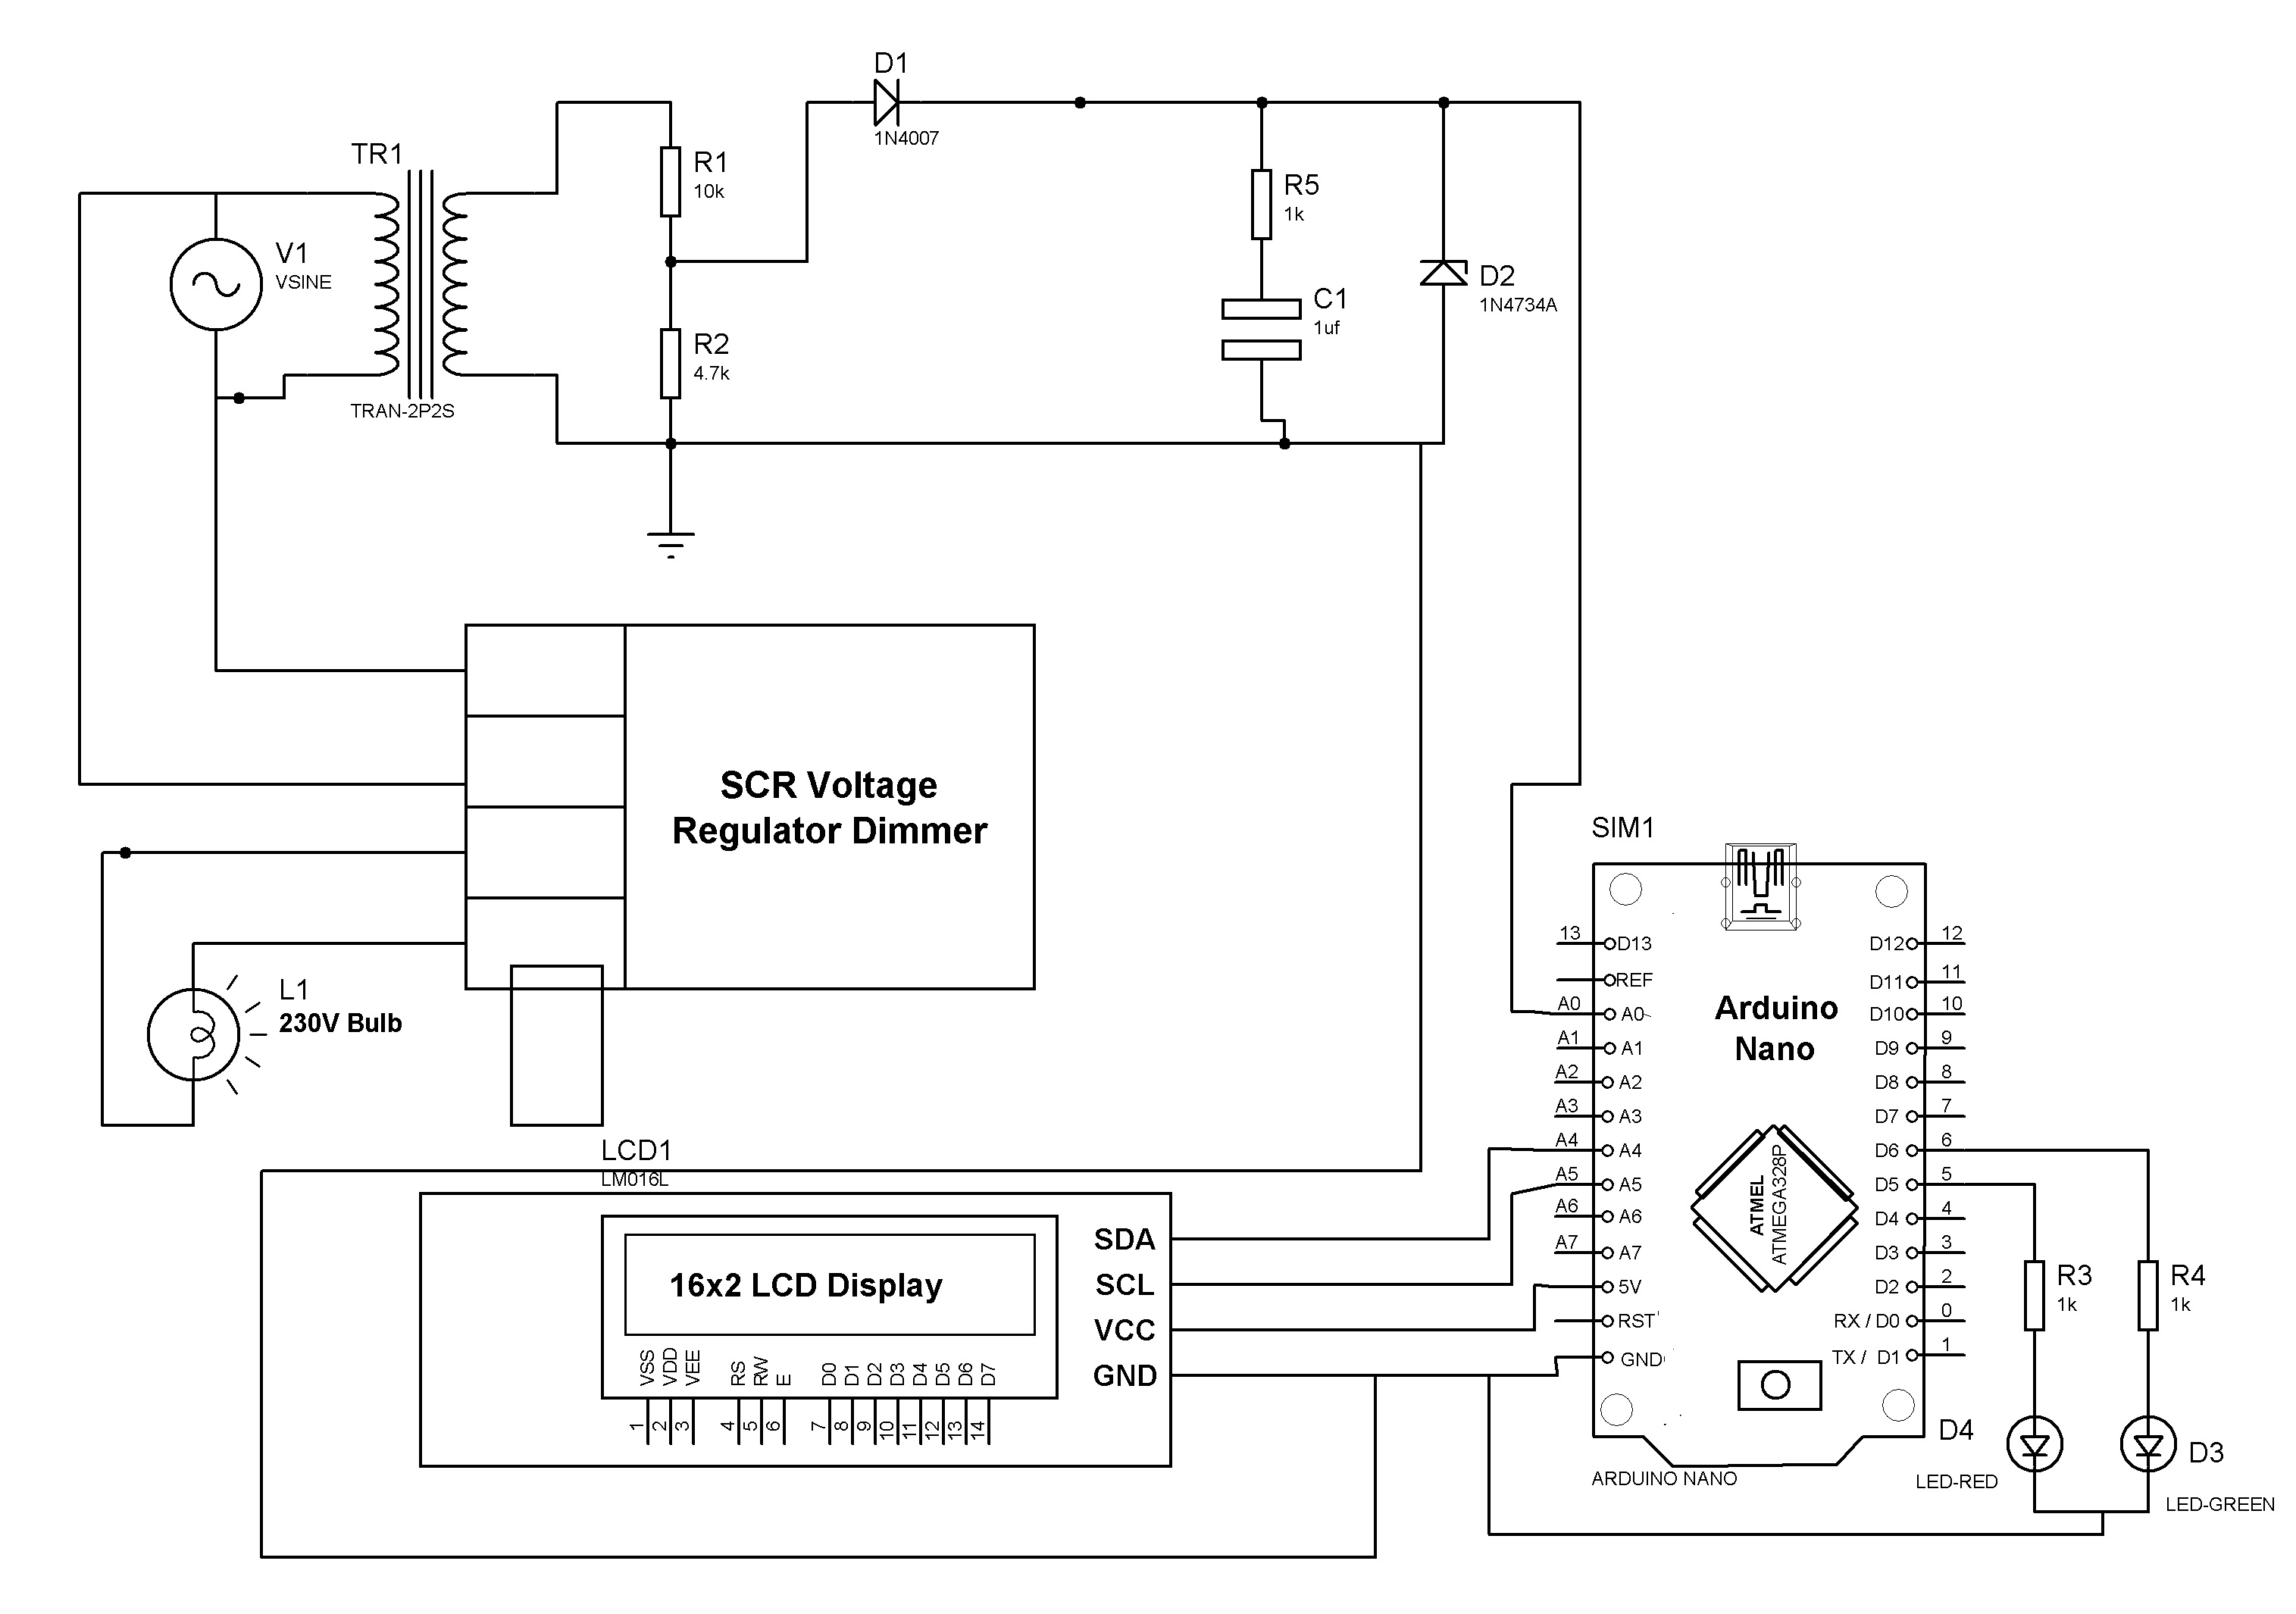 D1
1N4007
TR1
TRAN-2P2S
V1
VSINE
R1
10k
R2
4.7k
R5
1k
C1
1uf
D2
1N4734A
SCR Voltage
Regulator Dimmer
L1
230V Bulb
LCD1
LM016L
16x2 LCD Display
SDA
SCL
VCC
GND
VSS
VDD
VEE
RS
RW
E
D0
D1
D2
D3
D4
D5
D6
D7
1
2
3
4
5
6
7
8
9
10
11
12
13
14
SIM1
Arduino
Nano
ATMEL
ATMEGA328P
13 D13
REF
A0 A0
A1 A1
A2 A2
A3 A3
A4 A4
A5 A5
A6 A6
A7 A7
5V
RST
GND
D12 12
D11 11
D10 10
D9 9
D8 8
D7 7
D6 6
D5 5
D4 4
D3 3
D2 2
RX / D0 0
TX / D1 1
ARDUINO NANO
R3
1k
R4
1k
D4
LED-RED
D3
LED-GREEN